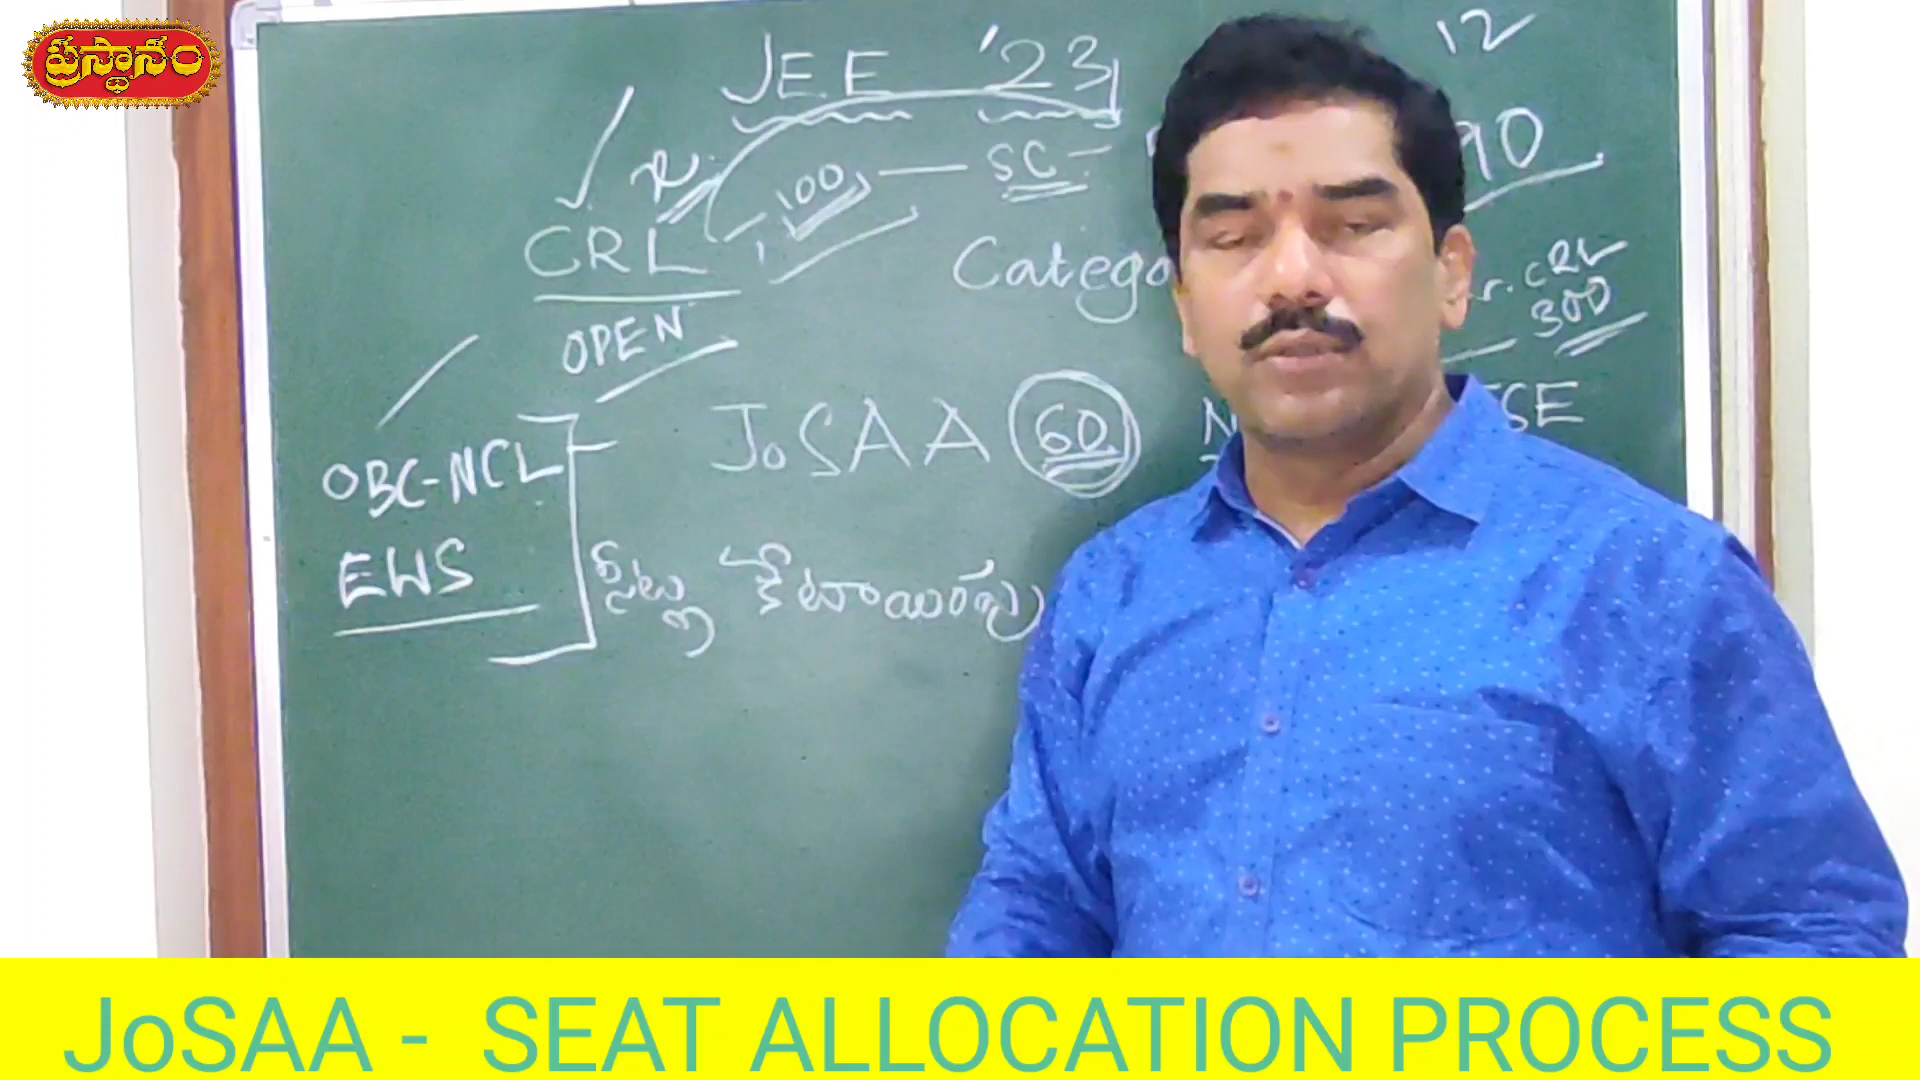 ప్రస్థానం
JEE '23
12
100 — SC
90
CRL
CRL
300
OPEN
JoSAA 60
OBC-NCL
EWS
సీట్ల కేటాయింపు
JoSAA - SEAT ALLOCATION PROCESS